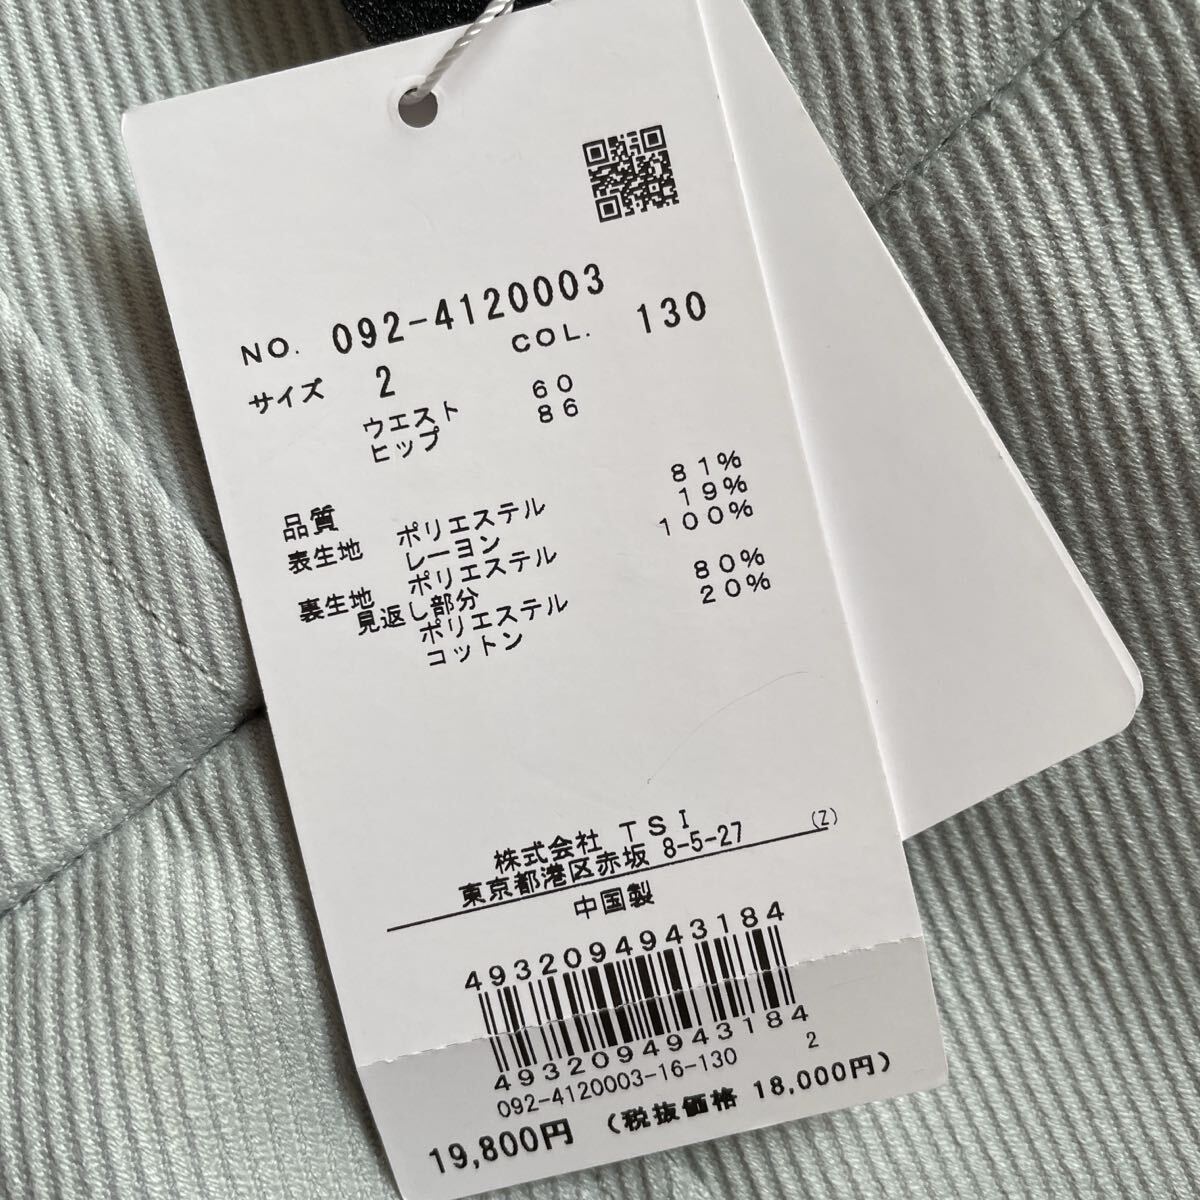 NO. 092-4120003
サイズ 2 COL. 130
ウエスト 60
ヒップ 86
品質
表生地 ポリエステル 81%
レーヨン 19%
裏生地 ポリエステル 100%
見返し部分
ポリエステル 80%
コットン 20%
株式会社 TSI
東京都港区赤坂 8-5-27 (Z)
中国製
4932094943184
4932094943184
092-4120003-16-130 2
19,800円 (税抜価格 18,000円)